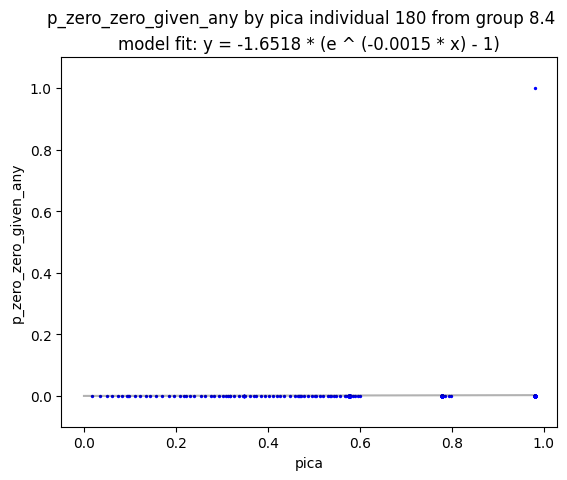 p_zero_zero_given_any by pica individual 180 from group 8.4
model fit: y = -1.6518 * (e ^ (-0.0015 * x) - 1)
1.0
0.8
0.6
0.4
0.2
0.0
p_zero_zero_given_any
0.0 0.2 0.4 0.6 0.8 1.0
pica